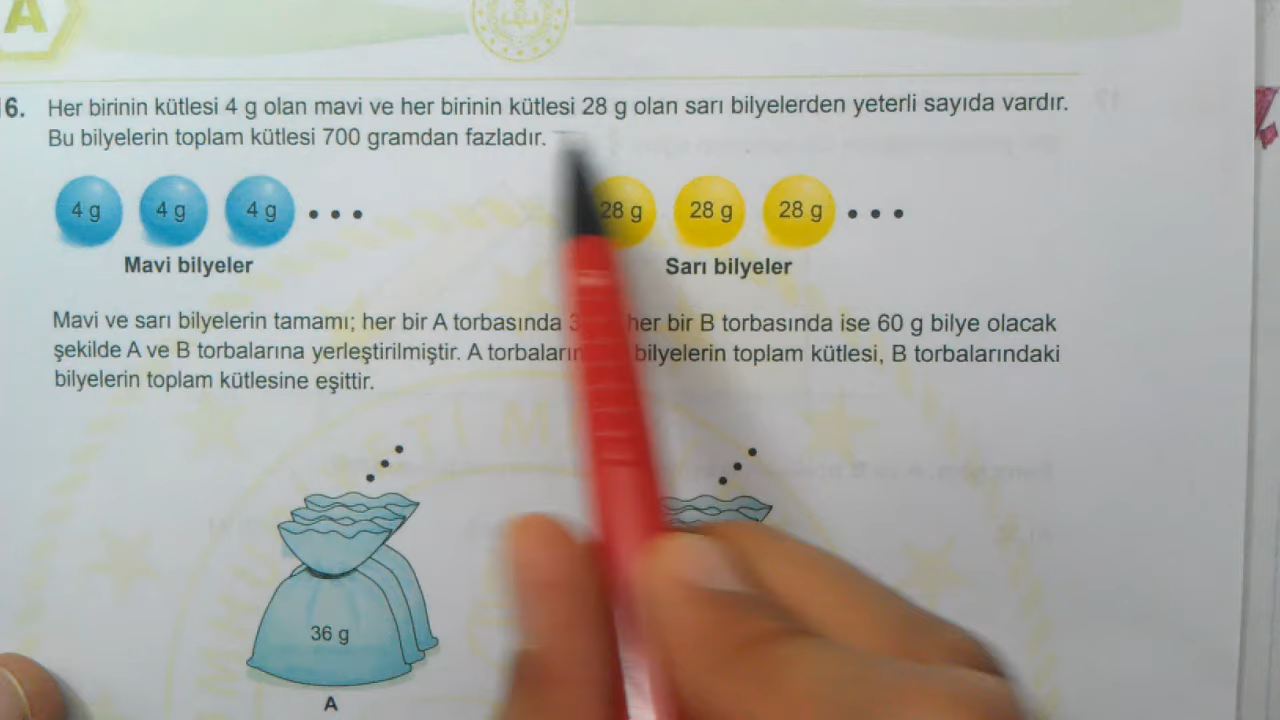 A
6. Her birinin kütlesi 4 g olan mavi ve her birinin kütlesi 28 g olan sarı bilyelerden yeterli sayıda vardır.
Bu bilyelerin toplam kütlesi 700 gramdan fazladır.
4 g 4 g 4 g • • • 28 g 28 g 28 g • • •
Mavi bilyeler Sarı bilyeler
Mavi ve sarı bilyelerin tamamı; her bir A torbasında her bir B torbasında ise 60 g bilye olacak
şekilde A ve B torbalarına yerleştirilmiştir. A bilyelerin toplam kütlesi, B torbalarındaki
bilyelerin toplam kütlesine eşittir.
36 g
A